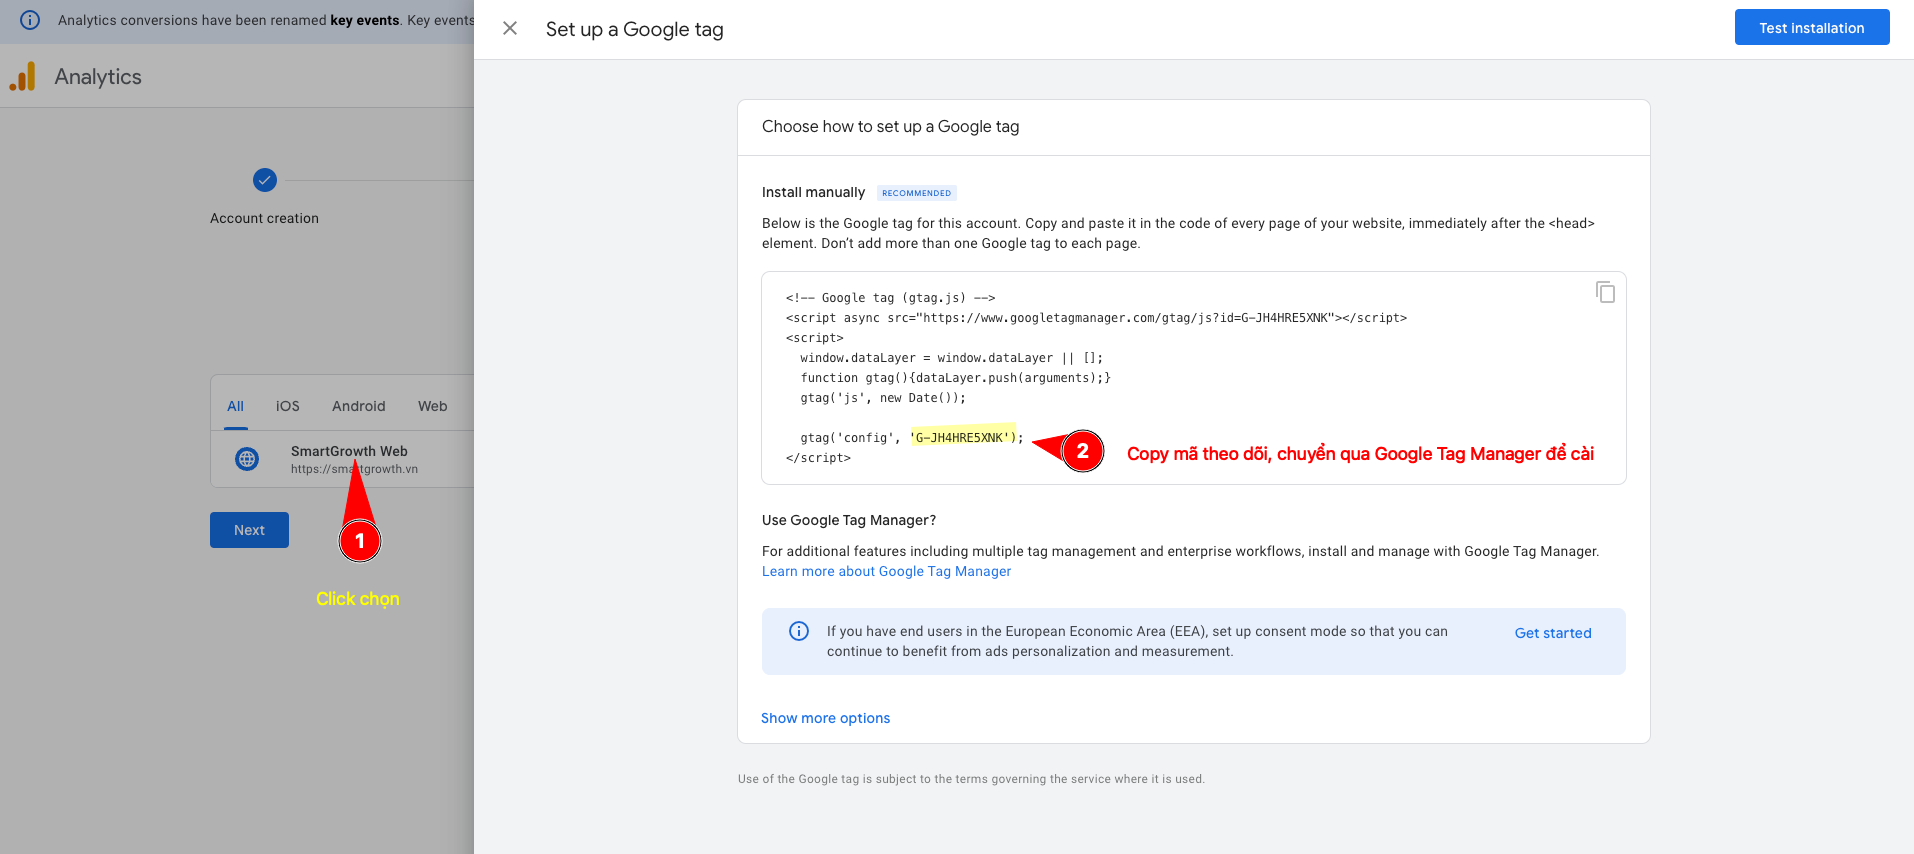 Analytics conversions have been renamed key events. Key events
Analytics
Account creation
All iOS Android Web
SmartGrowth Web
https://smartgrowth.vn
Next
1
Click chọn
Set up a Google tag
Test installation
Choose how to set up a Google tag
Install manually RECOMMENDED
Below is the Google tag for this account. Copy and paste it in the code of every page of your website, immediately after the <head>
element. Don’t add more than one Google tag to each page.
<!-- Google tag (gtag.js) -->
<script async src="https://www.googletagmanager.com/gtag/js?id=G-JH4HRE5XNK"></script>
<script>
window.dataLayer = window.dataLayer || [];
function gtag(){dataLayer.push(arguments);}
gtag('js', new Date());
gtag('config', 'G-JH4HRE5XNK');
</script>
2
Copy mã theo dõi, chuyển qua Google Tag Manager để cài
Use Google Tag Manager?
For additional features including multiple tag management and enterprise workflows, install and manage with Google Tag Manager.
Learn more about Google Tag Manager
If you have end users in the European Economic Area (EEA), set up consent mode so that you can
continue to benefit from ads personalization and measurement.
Get started
Show more options
Use of the Google tag is subject to the terms governing the service where it is used.